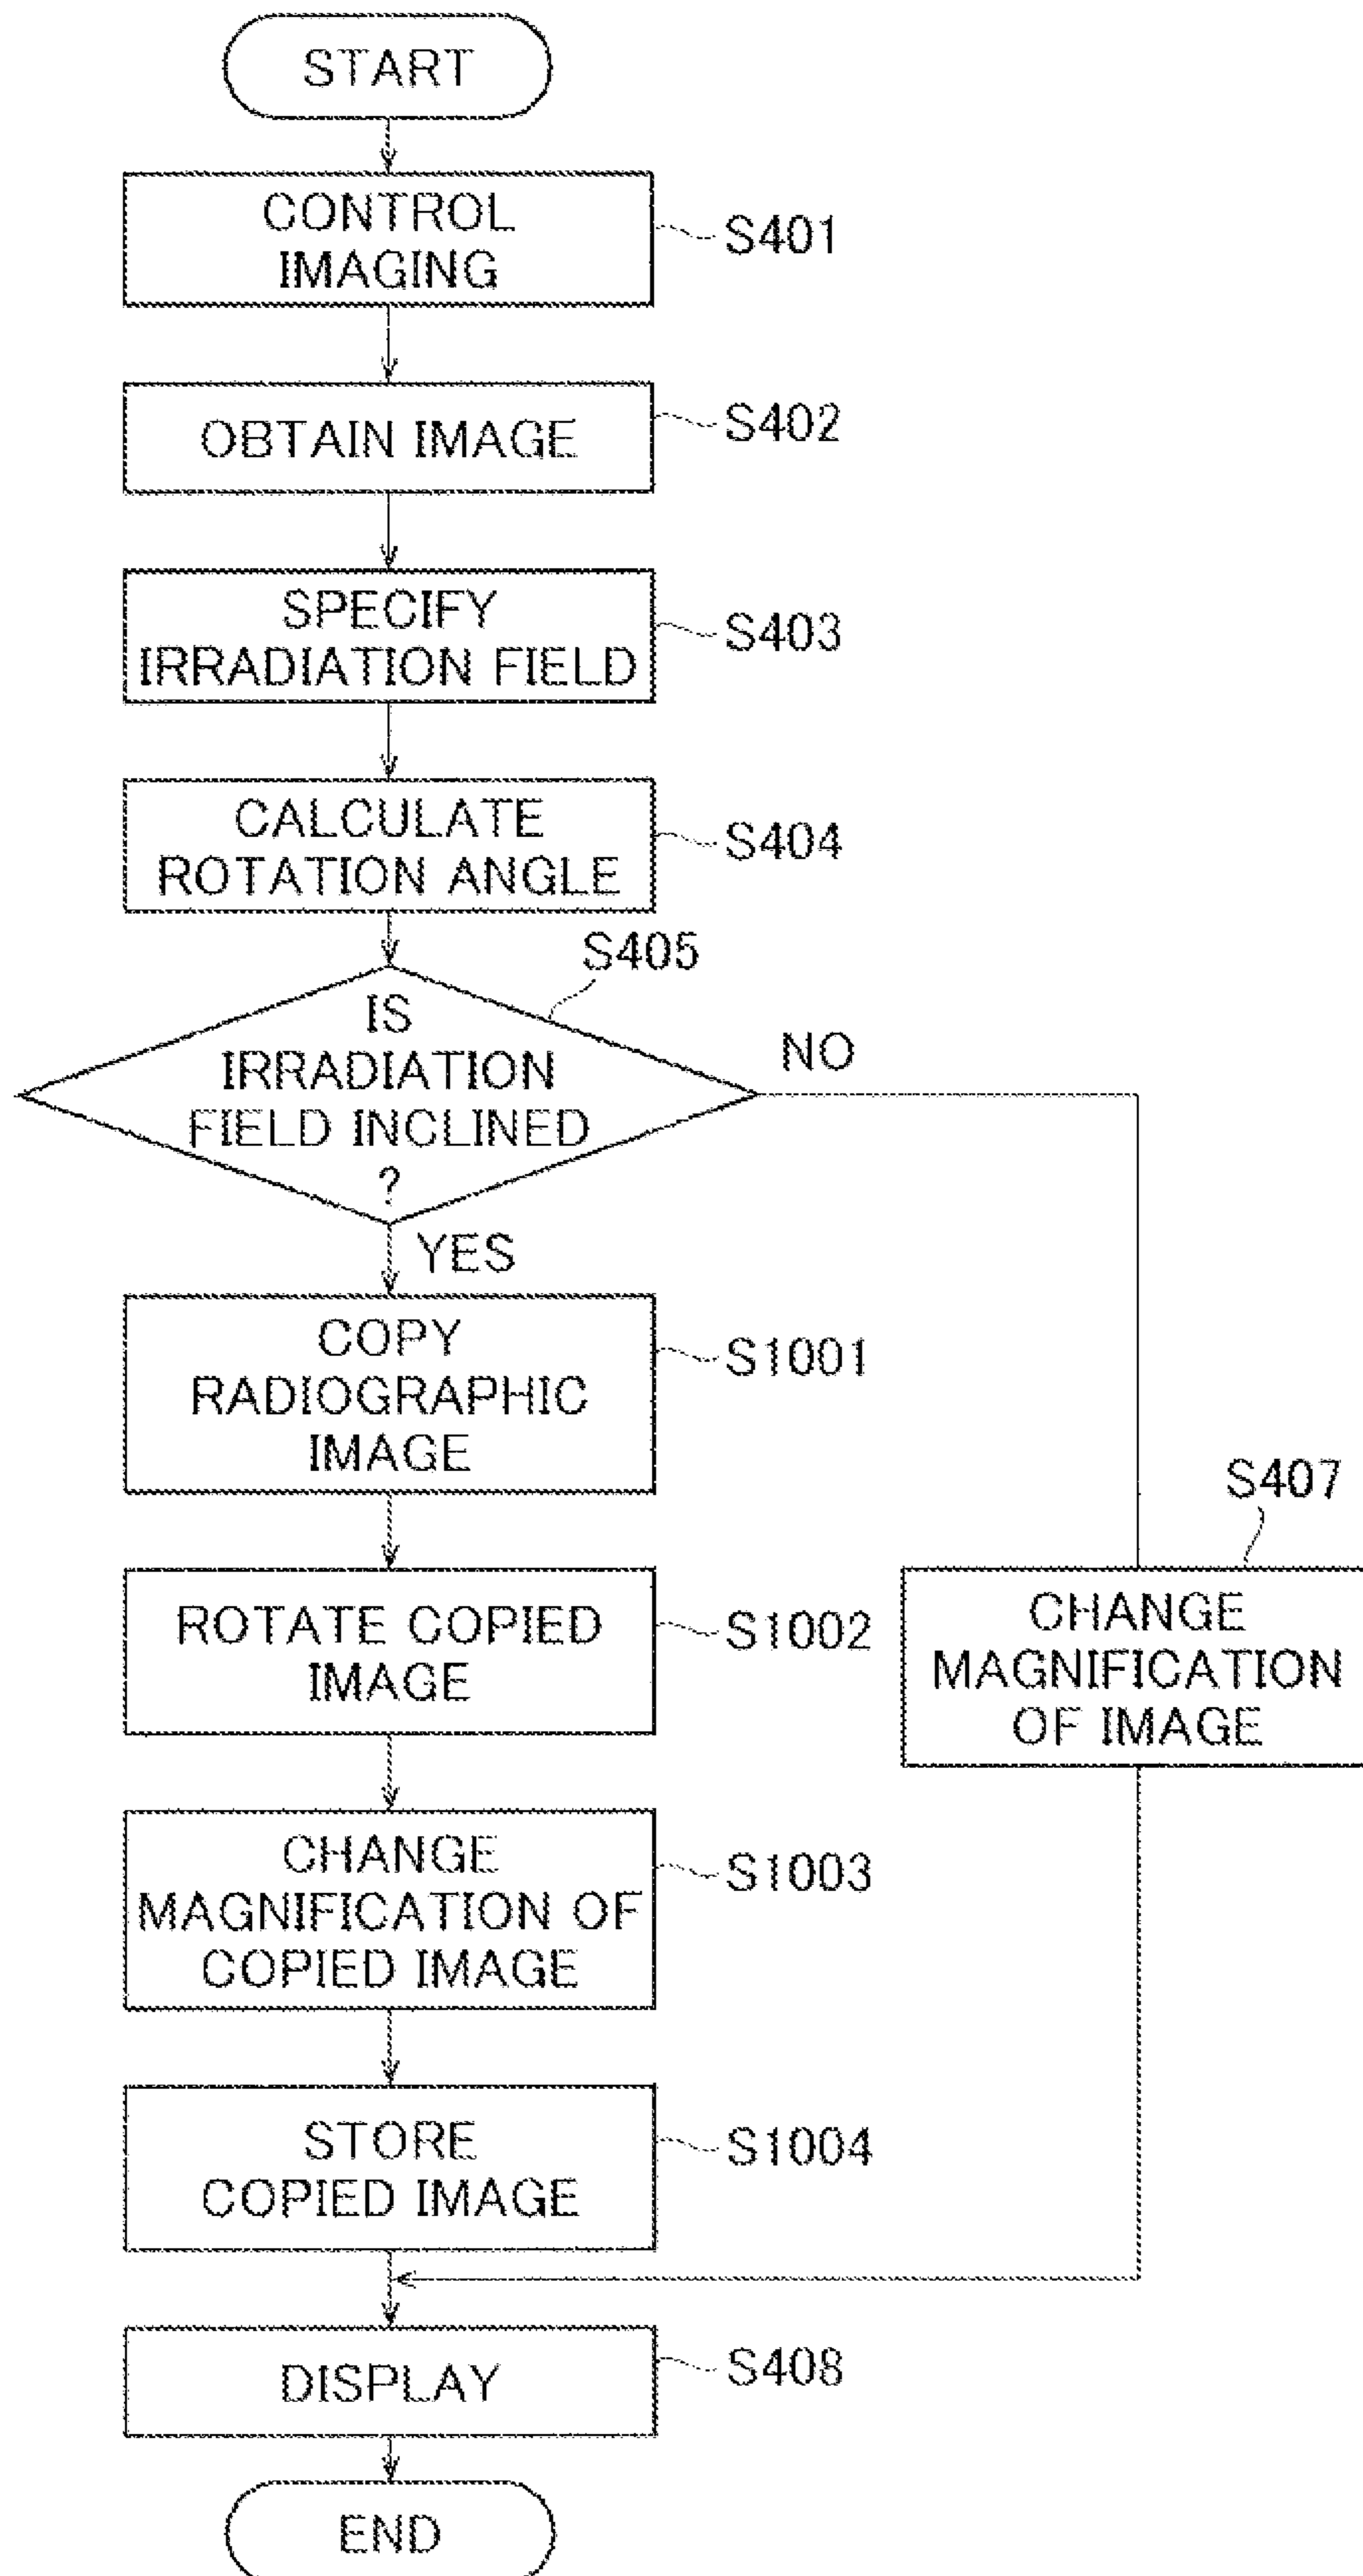 START
CONTROL
IMAGING
S401
OBTAIN IMAGE
S402
SPECIFY
IRRADIATION FIELD
S403
CALCULATE
ROTATION ANGLE
S404
S405
IS
IRRADIATION
FIELD INCLINED
?
NO
YES
COPY
RADIOGRAPHIC
IMAGE
S1001
ROTATE COPIED
IMAGE
S1002
S407
CHANGE
MAGNIFICATION
OF IMAGE
CHANGE
MAGNIFICATION OF
COPIED IMAGE
S1003
STORE
COPIED IMAGE
S1004
DISPLAY
S408
END